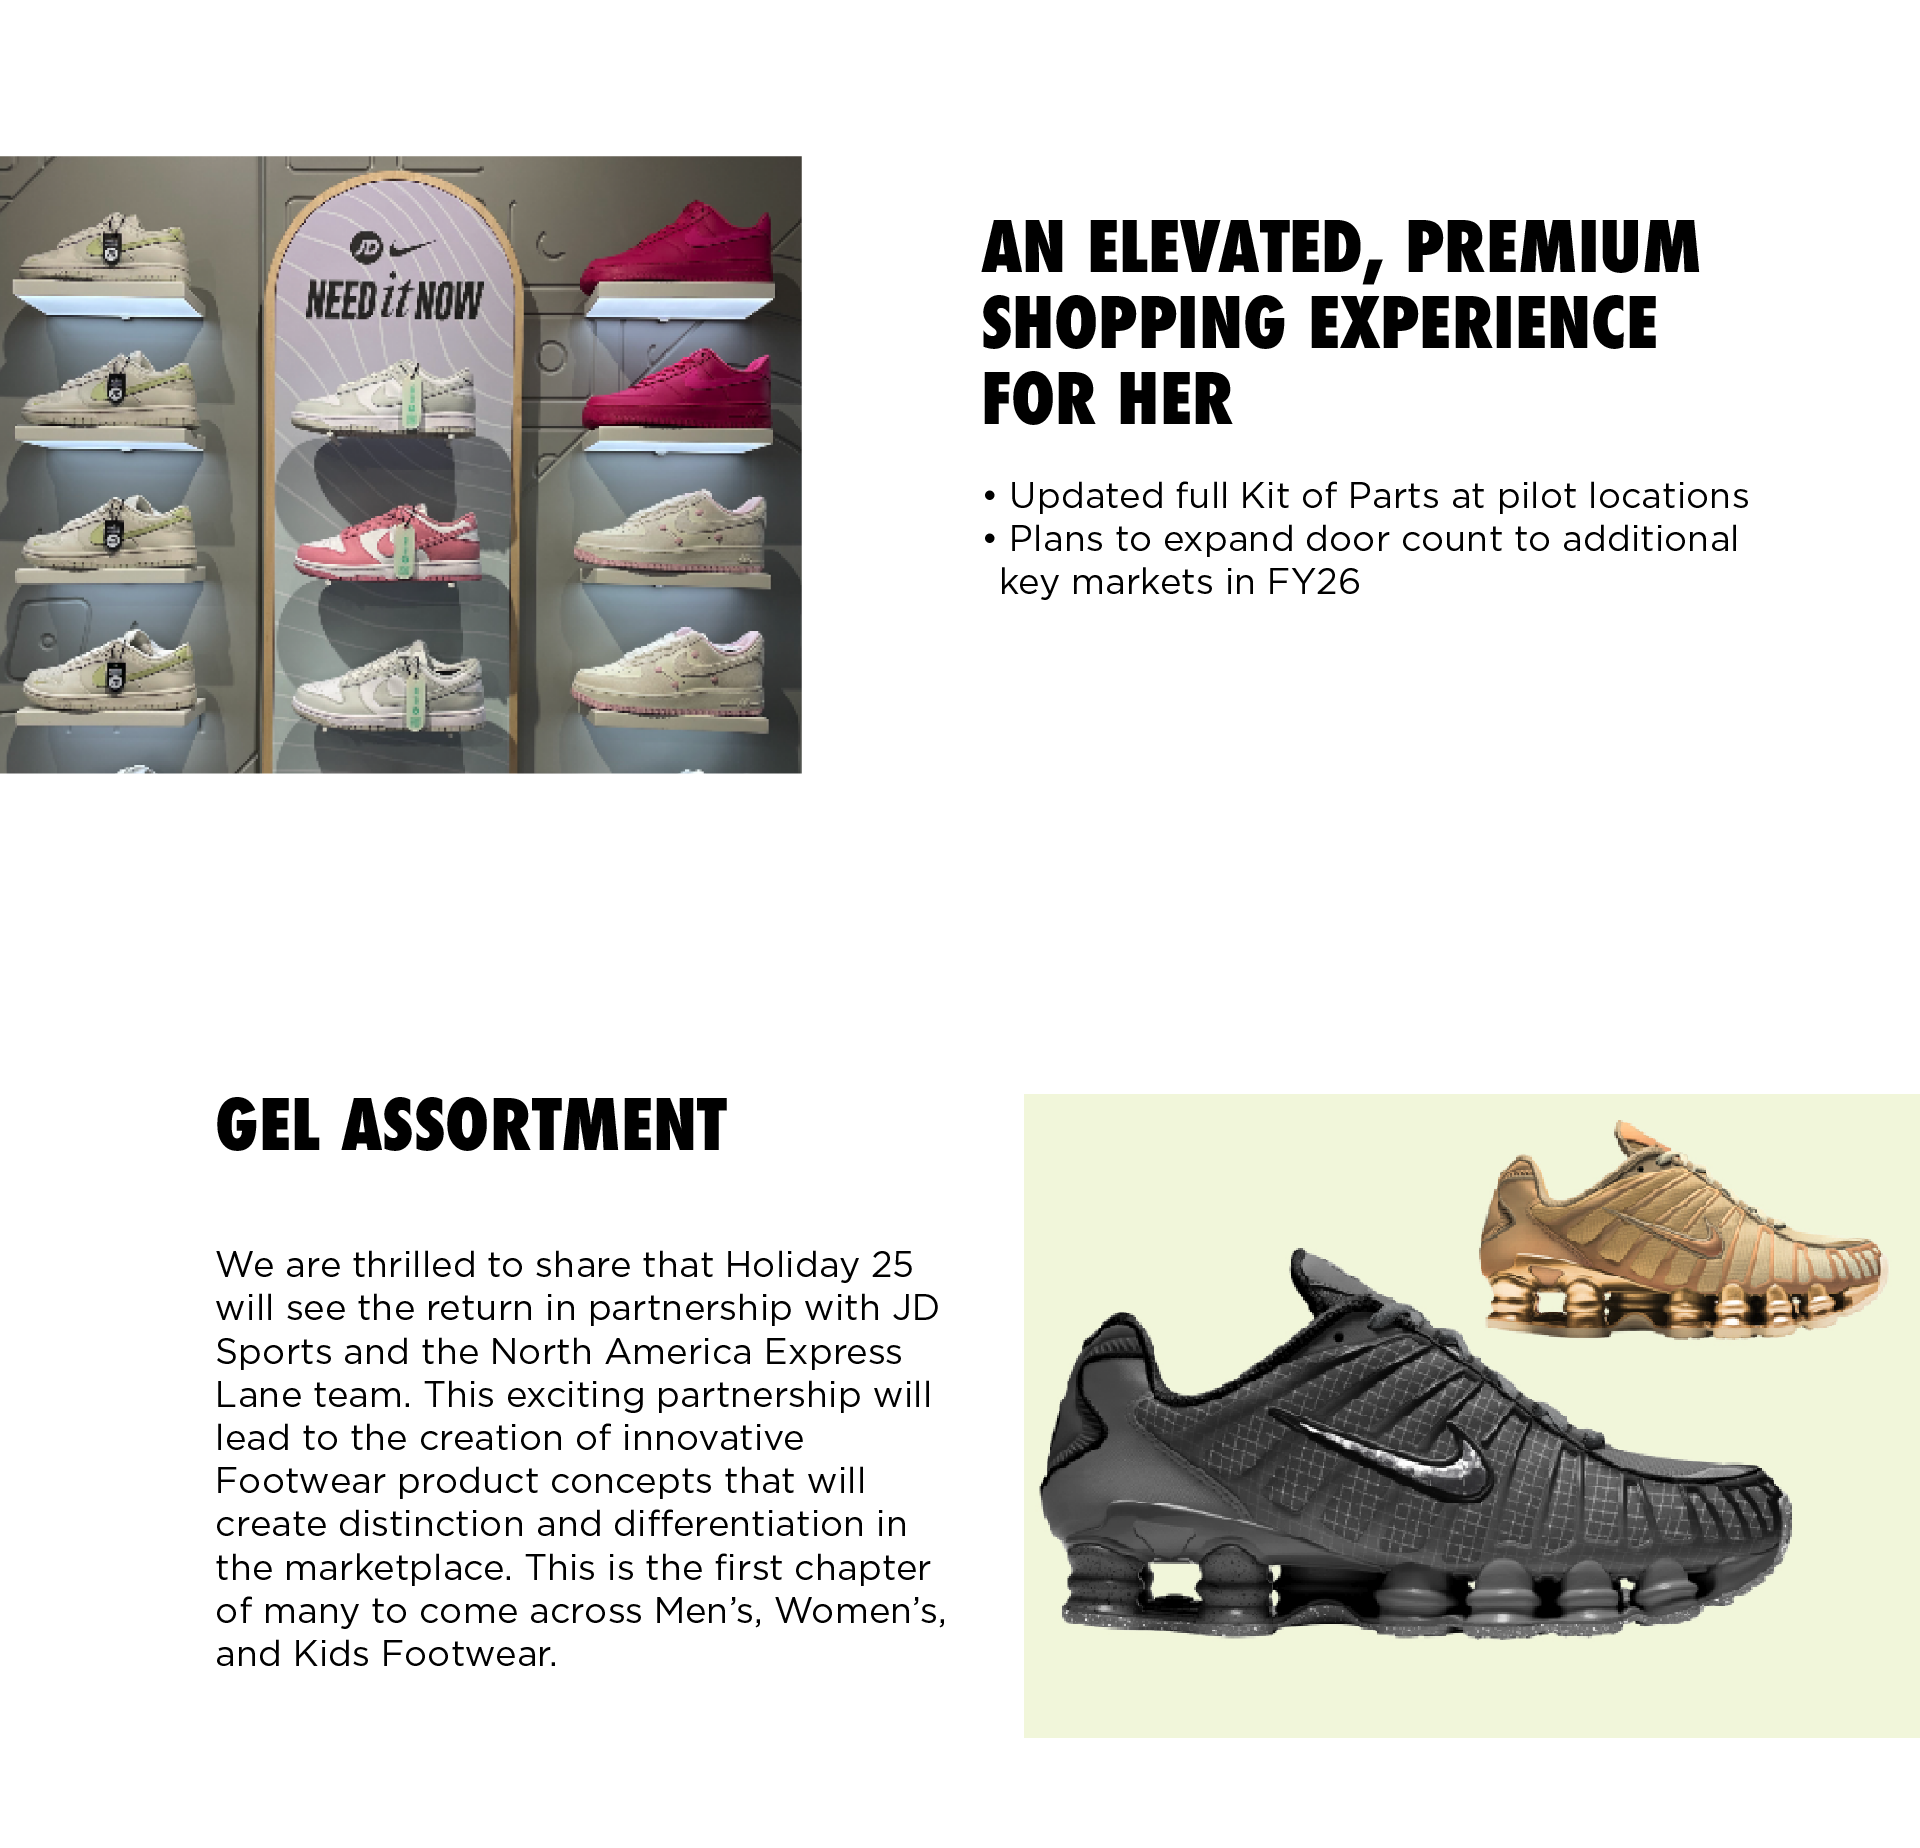 JD
NEED it NOW
AN ELEVATED, PREMIUM
SHOPPING EXPERIENCE
FOR HER
• Updated full Kit of Parts at pilot locations
• Plans to expand door count to additional
key markets in FY26
GEL ASSORTMENT
We are thrilled to share that Holiday 25
will see the return in partnership with JD
Sports and the North America Express
Lane team. This exciting partnership will
lead to the creation of innovative
Footwear product concepts that will
create distinction and differentiation in
the marketplace. This is the first chapter
of many to come across Men’s, Women’s,
and Kids Footwear.